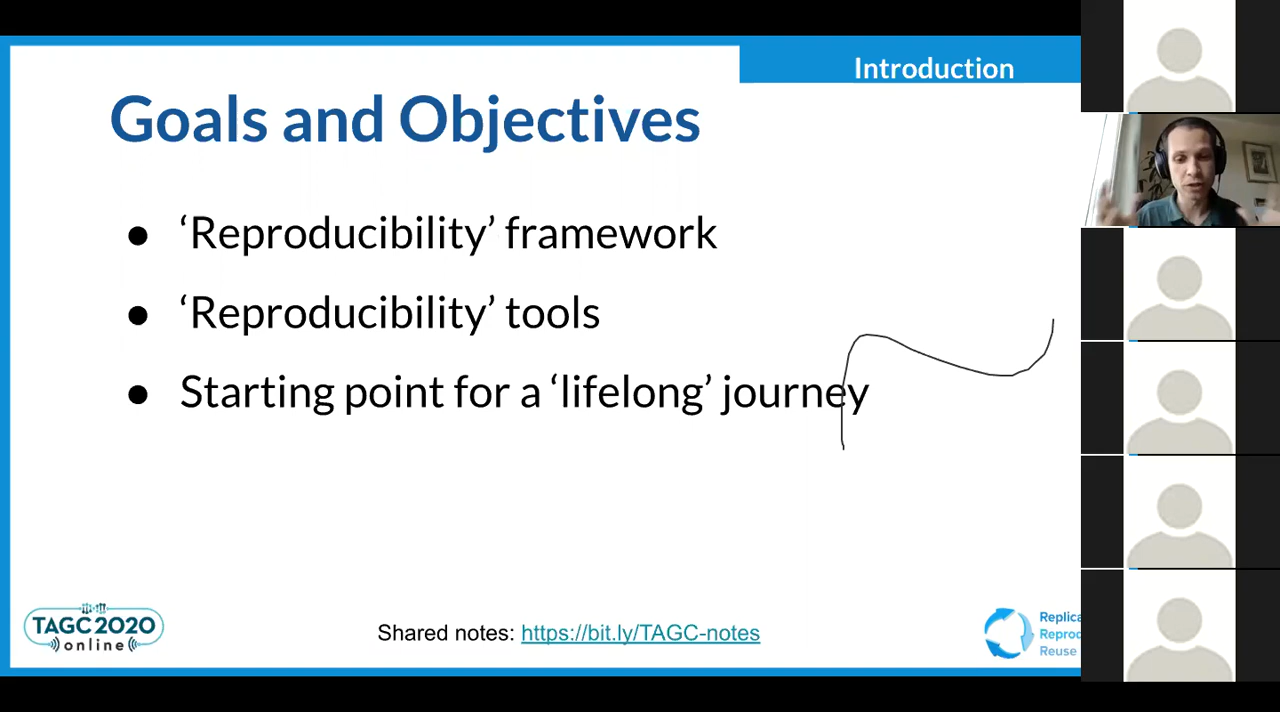 Introduction
Goals and Objectives
● ‘Reproducibility’ framework
● ‘Reproducibility’ tools
● Starting point for a ‘lifelong’ journey
TAGC 2020
online
Shared notes: https://bit.ly/TAGC-notes
Replica
Reprod
Reuse